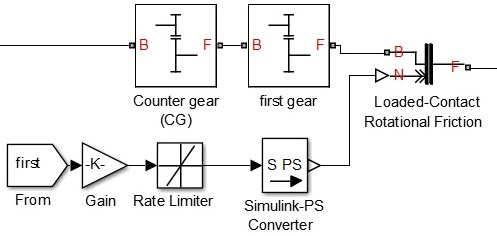 B F B F B
N F
Counter gear
(CG)
first gear
Loaded-Contact
Rotational Friction
first
-K-
S PS
From
Gain
Rate Limiter
Simulink-PS
Converter